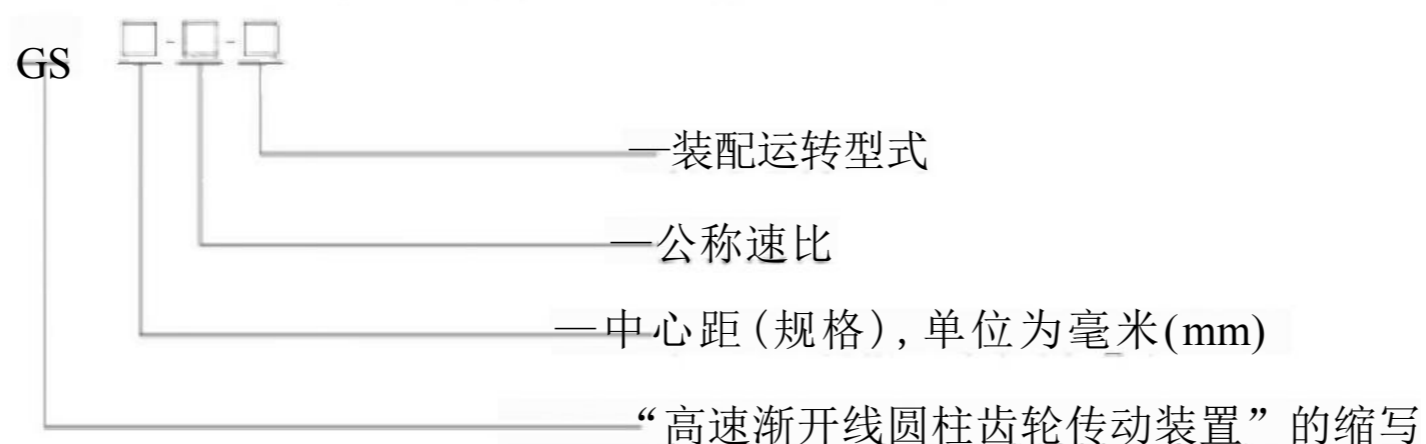 GS □-□-□
—装配运转型式
—公称速比
—中心距(规格),单位为毫米(mm)
“高速渐开线圆柱齿轮传动装置”的缩写